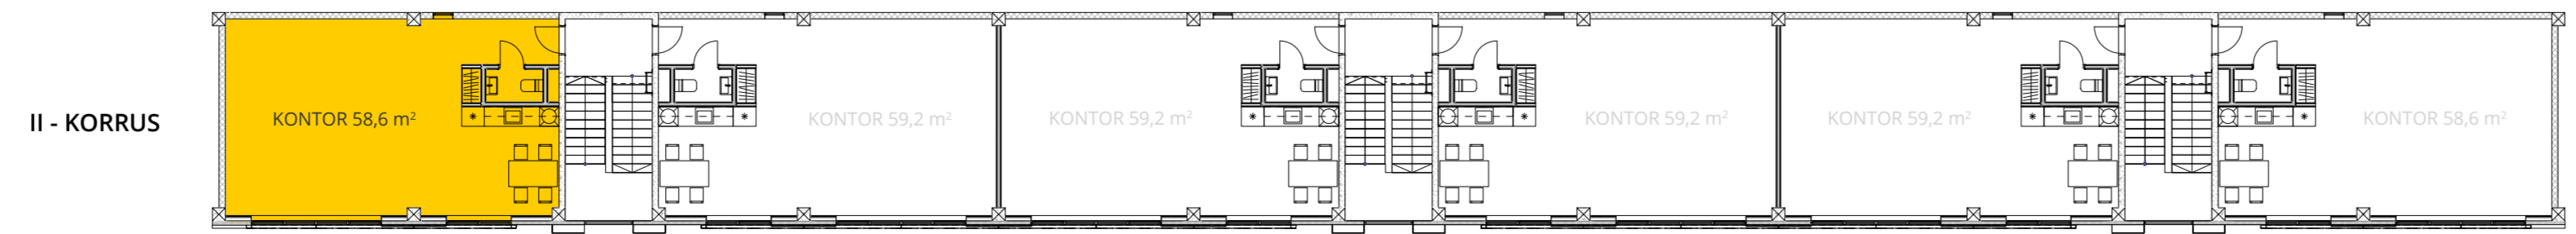 II - KORRUS
KONTOR 58,6 m²
KONTOR 59,2 m²
KONTOR 59,2 m²
KONTOR 59,2 m²
KONTOR 59,2 m²
KONTOR 58,6 m²